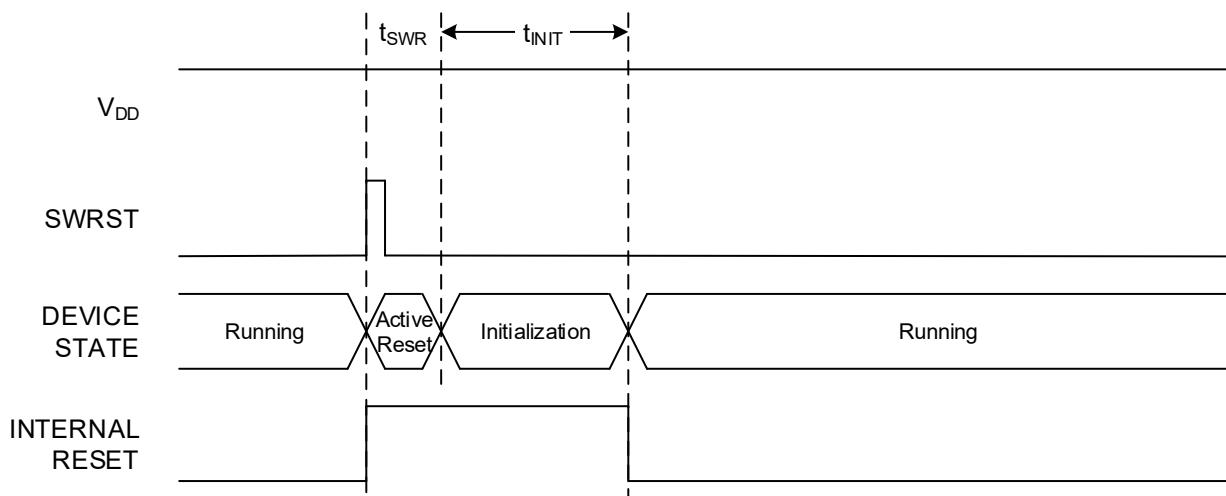 tSWR
tINIT
VDD
SWRST
DEVICE
STATE
Running
Active
Reset
Initialization
Running
INTERNAL
RESET